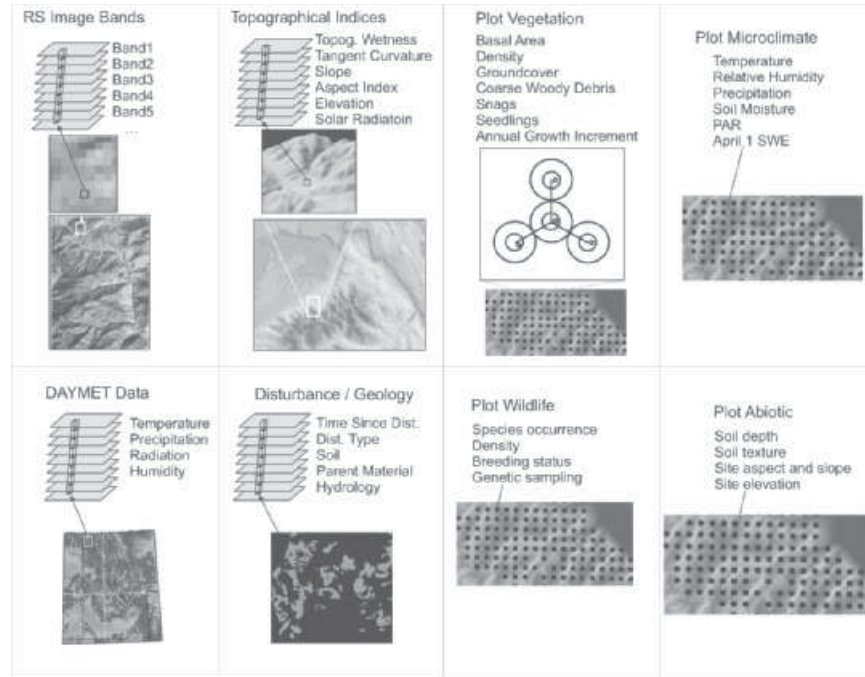 RS Image Bands
Band1
Band2
Band3
Band4
Band5
...
Topographical Indices
Topog. Wetness
Tangent Curvature
Slope
Aspect Index
Elevation
Solar Radiatoin
Plot Vegetation
Basal Area
Density
Groundcover
Coarse Woody Debris
Snags
Seedlings
Annual Growth Increment
Plot Microclimate
Temperature
Relative Humidity
Precipitation
Soil Moisture
PAR
April 1 SWE
DAYMET Data
Temperature
Precipitation
Radiation
Humidity
Disturbance / Geology
Time Since Dist.
Dist. Type
Soil
Parent Material
Hydrology
Plot Wildlife
Species occurrence
Density
Breeding status
Genetic sampling
Plot Abiotic
Soil depth
Soil texture
Site aspect and slope
Site elevation